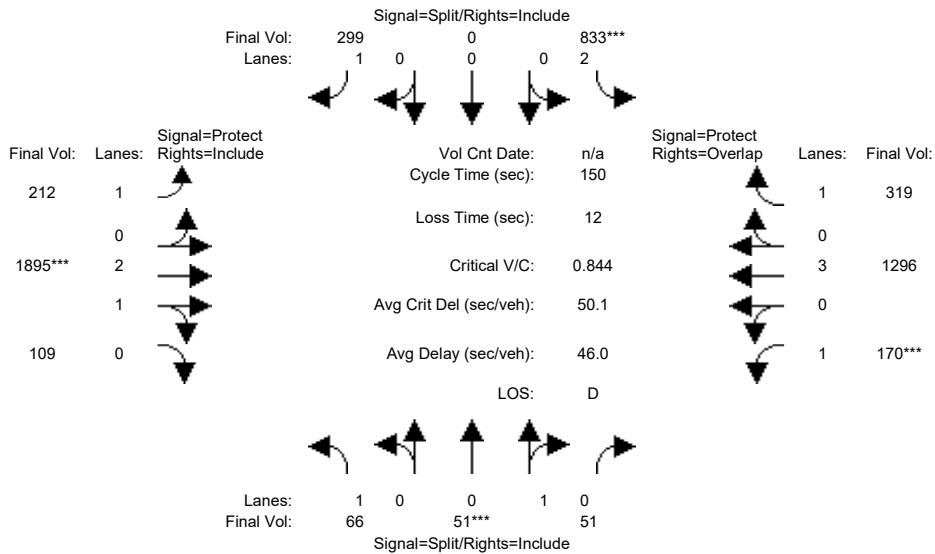 Signal=Split/Rights=Include
Final Vol: 299 0 833***
Lanes: 1 0 0 0 2
Signal=Protect Signal=Protect
Final Vol: Lanes: Rights=Include Vol Cnt Date: n/a Rights=Overlap Lanes: Final Vol:
Cycle Time (sec): 150
212 1 1 319
Loss Time (sec): 12
0 0
1895*** 2 Critical V/C: 0.844 3 1296
1 Avg Crit Del (sec/veh): 50.1 0
109 0 Avg Delay (sec/veh): 46.0 1 170***
LOS: D
Lanes: 1 0 0 1 0
Final Vol: 66 51*** 51
Signal=Split/Rights=Include